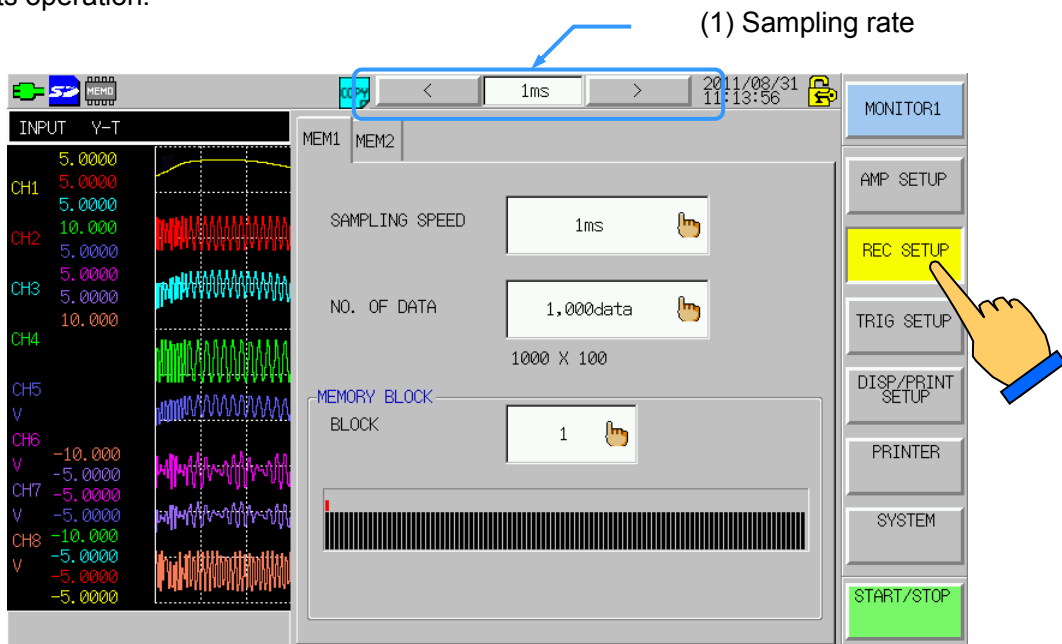 ts operation.
(1) Sampling rate
SD MEMO COPY < 1ms > 2011/08/31
11:13:56
MONITOR1
INPUT Y-T
MEM1 MEM2
5.0000
CH1 5.0000
5.0000
CH2 10.000
5.0000
5.0000
CH3 5.0000
10.000
CH4
CH5
V
CH6
V -10.000
-5.0000
CH7 -5.0000
V -5.0000
CH8 -10.000
V -5.0000
-5.0000
-5.0000
SAMPLING SPEED 1ms
NO. OF DATA 1,000data
1000 X 100
MEMORY BLOCK
BLOCK 1
AMP SETUP
REC SETUP
TRIG SETUP
DISP/PRINT
SETUP
PRINTER
SYSTEM
START/STOP